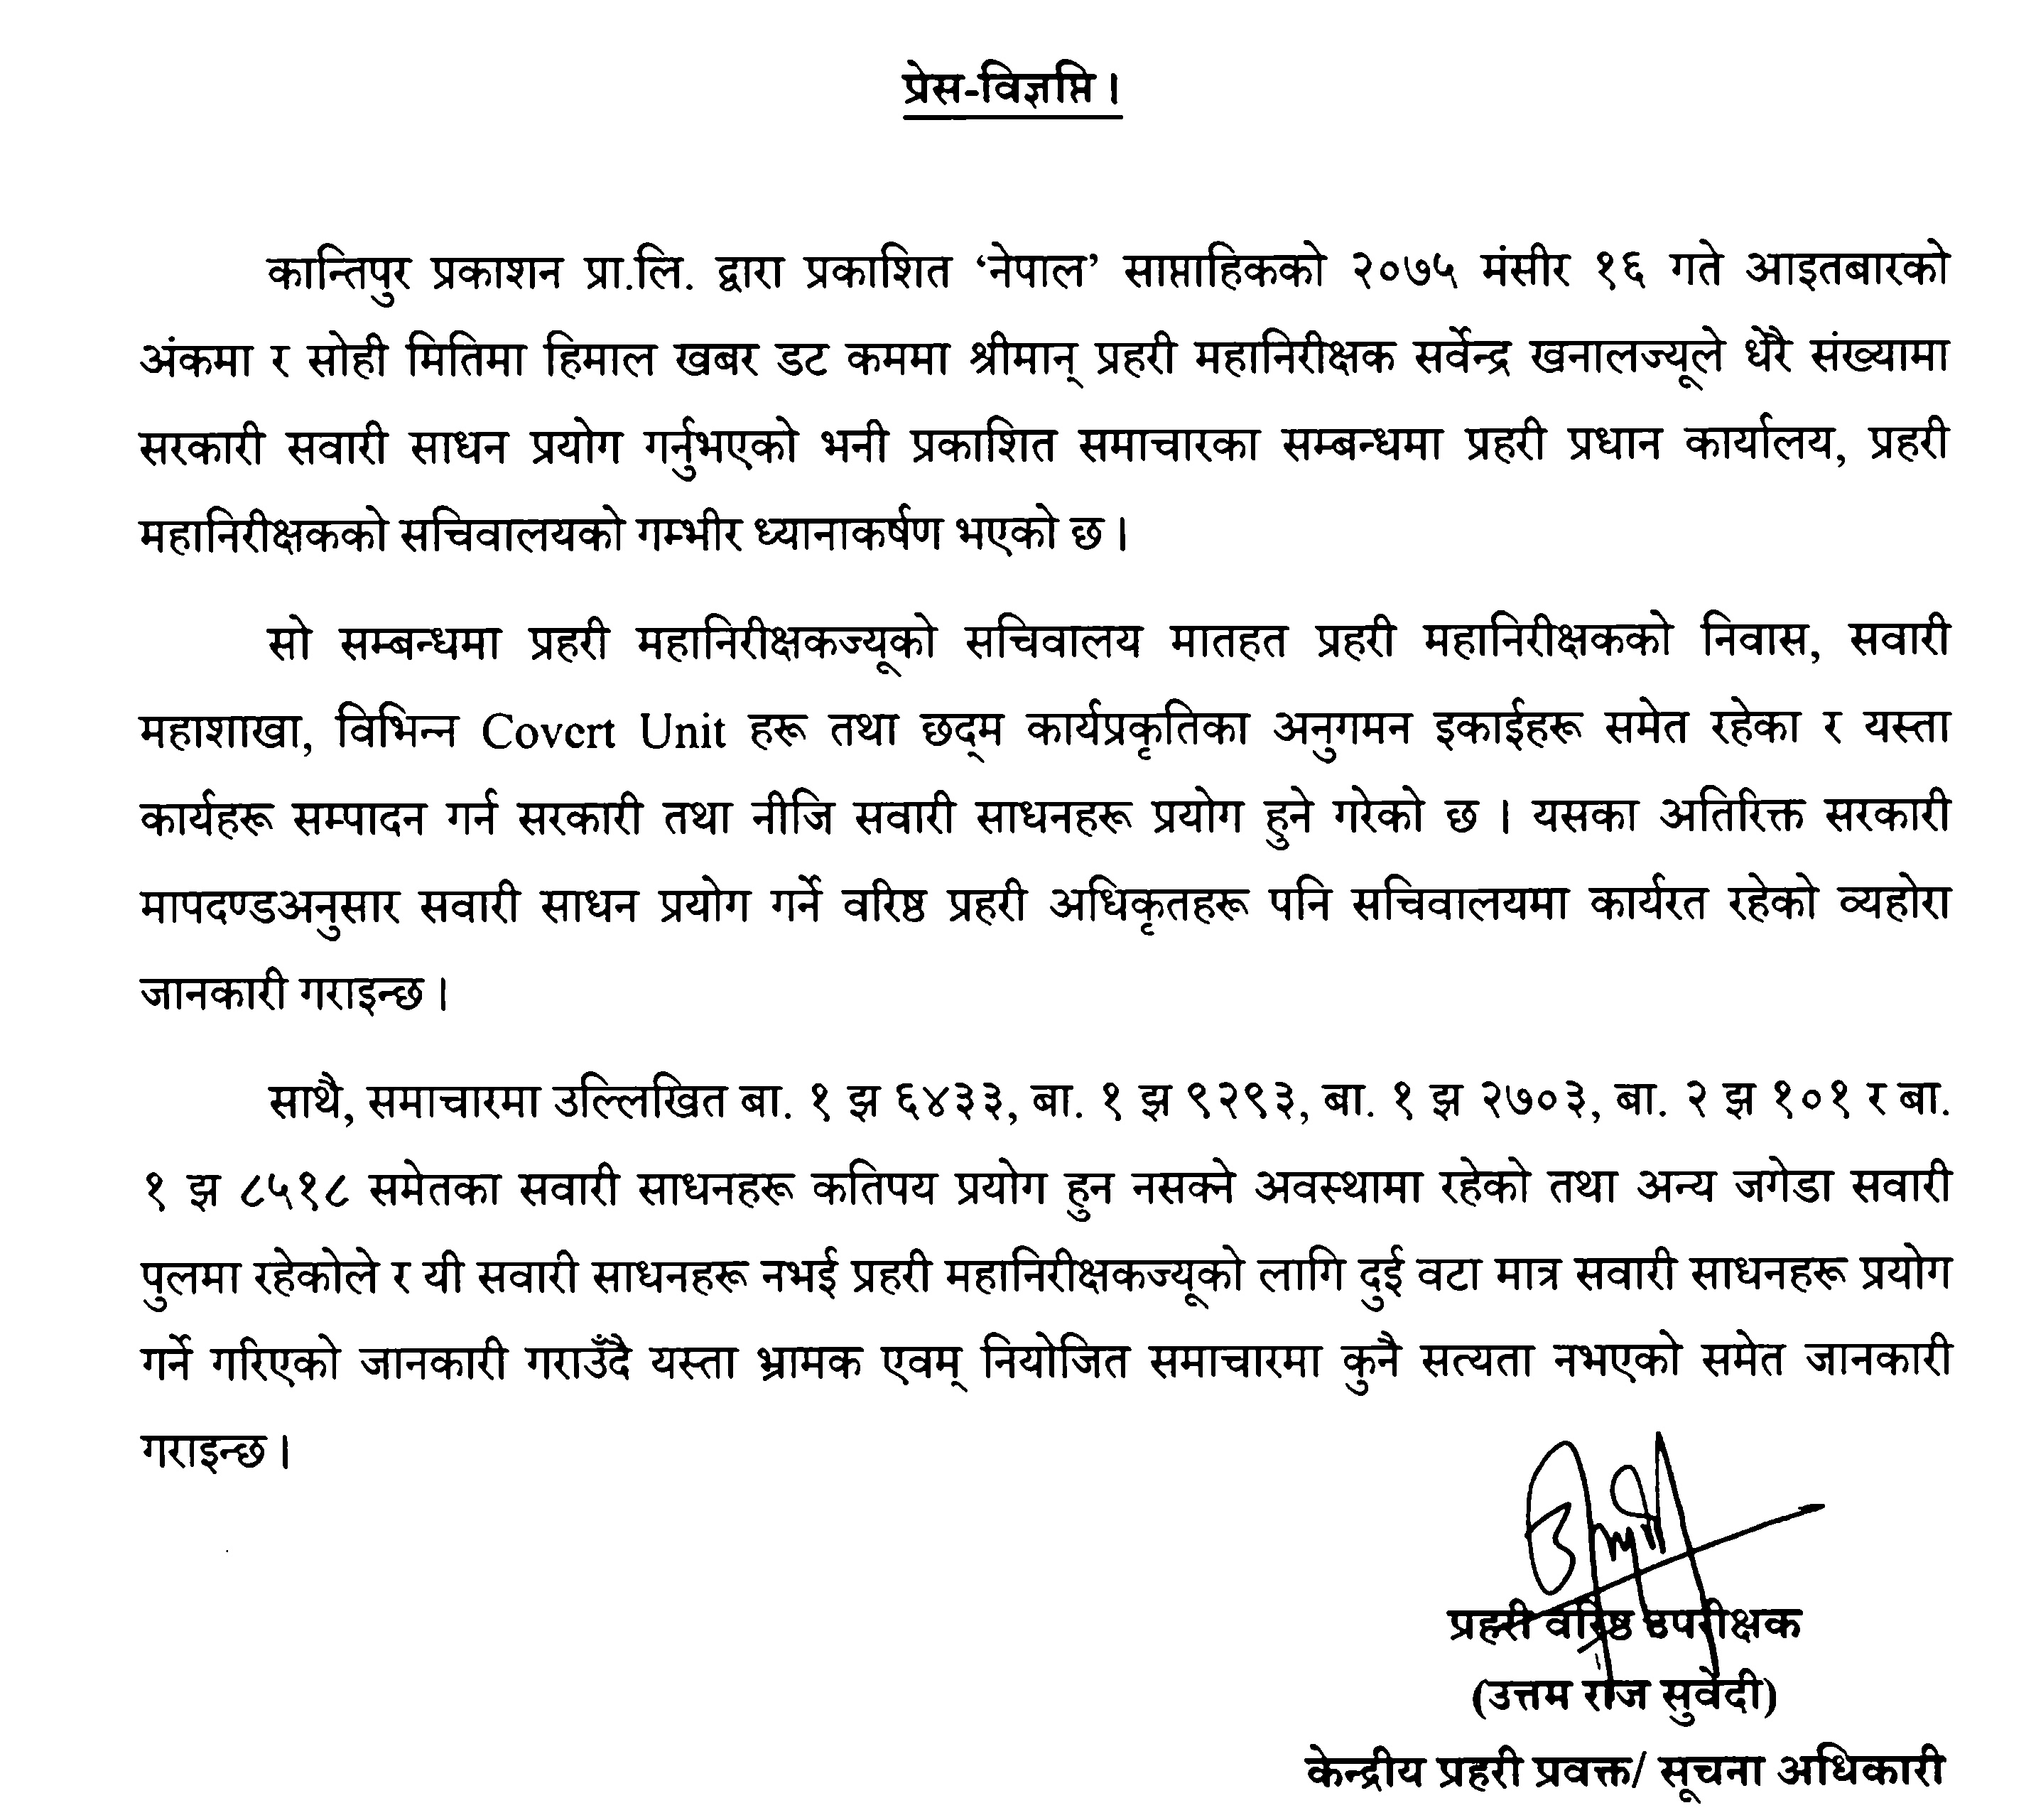 प्रेस-विज्ञप्ति।
कान्तिपुर प्रकाशन प्रा.लि. द्वारा प्रकाशित ‘नेपाल’ साप्ताहिकको २०७५ मंसीर १६ गते आइतबारको
अंकमा र सोही मितिमा हिमाल खबर डट कममा श्रीमान् प्रहरी महानिरीक्षक सर्वेन्द्र खनालज्यूले धेरै संख्यामा
सरकारी सवारी साधन प्रयोग गर्नुभएको भनी प्रकाशित समाचारका सम्बन्धमा प्रहरी प्रधान कार्यालय, प्रहरी
महानिरीक्षकको सचिवालयको गम्भीर ध्यानाकर्षण भएको छ।
सो सम्बन्धमा प्रहरी महानिरीक्षकज्यूको सचिवालय मातहत प्रहरी महानिरीक्षकको निवास, सवारी
महाशाखा, विभिन्न Covert Unit हरू तथा छद्म कार्यप्रकृतिका अनुगमन इकाईहरू समेत रहेका र यस्ता
कार्यहरू सम्पादन गर्न सरकारी तथा नीजि सवारी साधनहरू प्रयोग हुने गरेको छ । यसका अतिरिक्त सरकारी
मापदण्डअनुसार सवारी साधन प्रयोग गर्ने वरिष्ठ प्रहरी अधिकृतहरू पनि सचिवालयमा कार्यरत रहेको व्यहोरा
जानकारी गराइन्छ।
साथै, समाचारमा उल्लिखित बा. १ झ ६४३३, बा. १ झ ९२९३, बा. १ झ २७०३, बा. २ झ १०१ र बा.
१ झ ८५१८ समेतका सवारी साधनहरू कतिपय प्रयोग हुन नसक्ने अवस्थामा रहेको तथा अन्य जगेडा सवारी
पुलमा रहेकोले र यी सवारी साधनहरू नभई प्रहरी महानिरीक्षकज्यूको लागि दुई वटा मात्र सवारी साधनहरू प्रयोग
गर्ने गरिएको जानकारी गराउँदै यस्ता भ्रामक एवम् नियोजित समाचारमा कुनै सत्यता नभएको समेत जानकारी
गराइन्छ।
प्रहरी वरिष्ठ उपरीक्षक
(उत्तम राज सुवेदी)
केन्द्रीय प्रहरी प्रवक्त/ सूचना अधिकारी